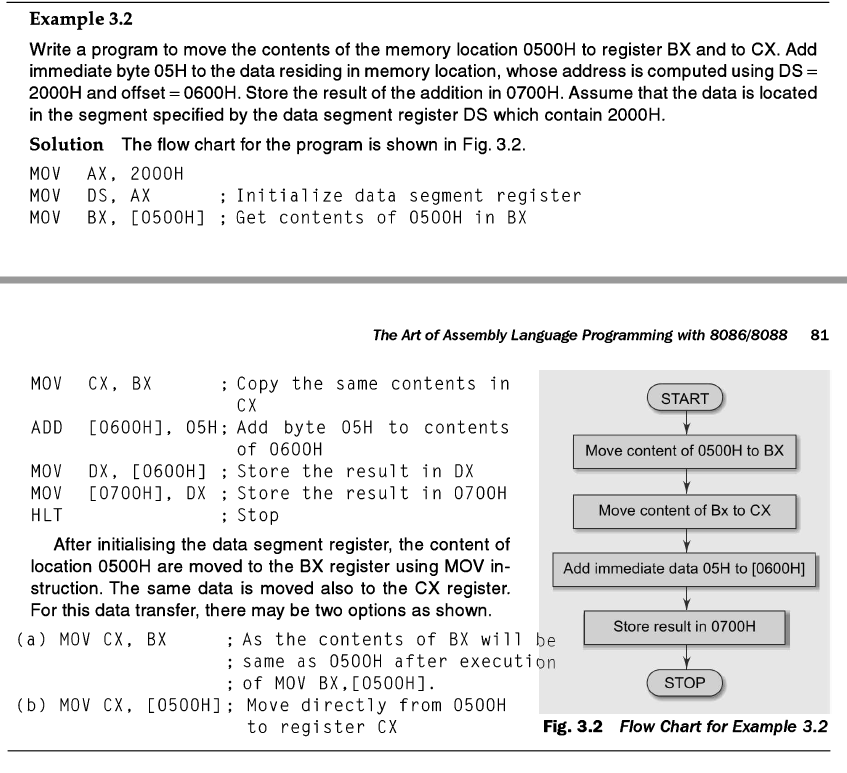 Example 3.2
Write a program to move the contents of the memory location 0500H to register BX and to CX. Add
immediate byte 05H to the data residing in memory location, whose address is computed using DS =
2000H and offset = 0600H. Store the result of the addition in 0700H. Assume that the data is located
in the segment specified by the data segment register DS which contain 2000H.
Solution The flow chart for the program is shown in Fig. 3.2.
MOV AX, 2000H
MOV DS, AX ; Initialize data segment register
MOV BX, [0500H] ; Get contents of 0500H in BX
The Art of Assembly Language Programming with 8086/8088 81
MOV CX, BX ; Copy the same contents in
CX
ADD [0600H], 05H; Add byte 05H to contents
of 0600H
MOV DX, [0600H] ; Store the result in DX
MOV [0700H], DX ; Store the result in 0700H
HLT ; Stop
After initialising the data segment register, the content of
location 0500H are moved to the BX register using MOV in-
struction. The same data is moved also to the CX register.
For this data transfer, there may be two options as shown.
(a) MOV CX, BX ; As the contents of BX will be
; same as 0500H after execution
; of MOV BX,[0500H].
(b) MOV CX, [0500H]; Move directly from 0500H
to register CX
START
Move content of 0500H to BX
Move content of Bx to CX
Add immediate data 05H to [0600H]
Store result in 0700H
STOP
Fig. 3.2 Flow Chart for Example 3.2